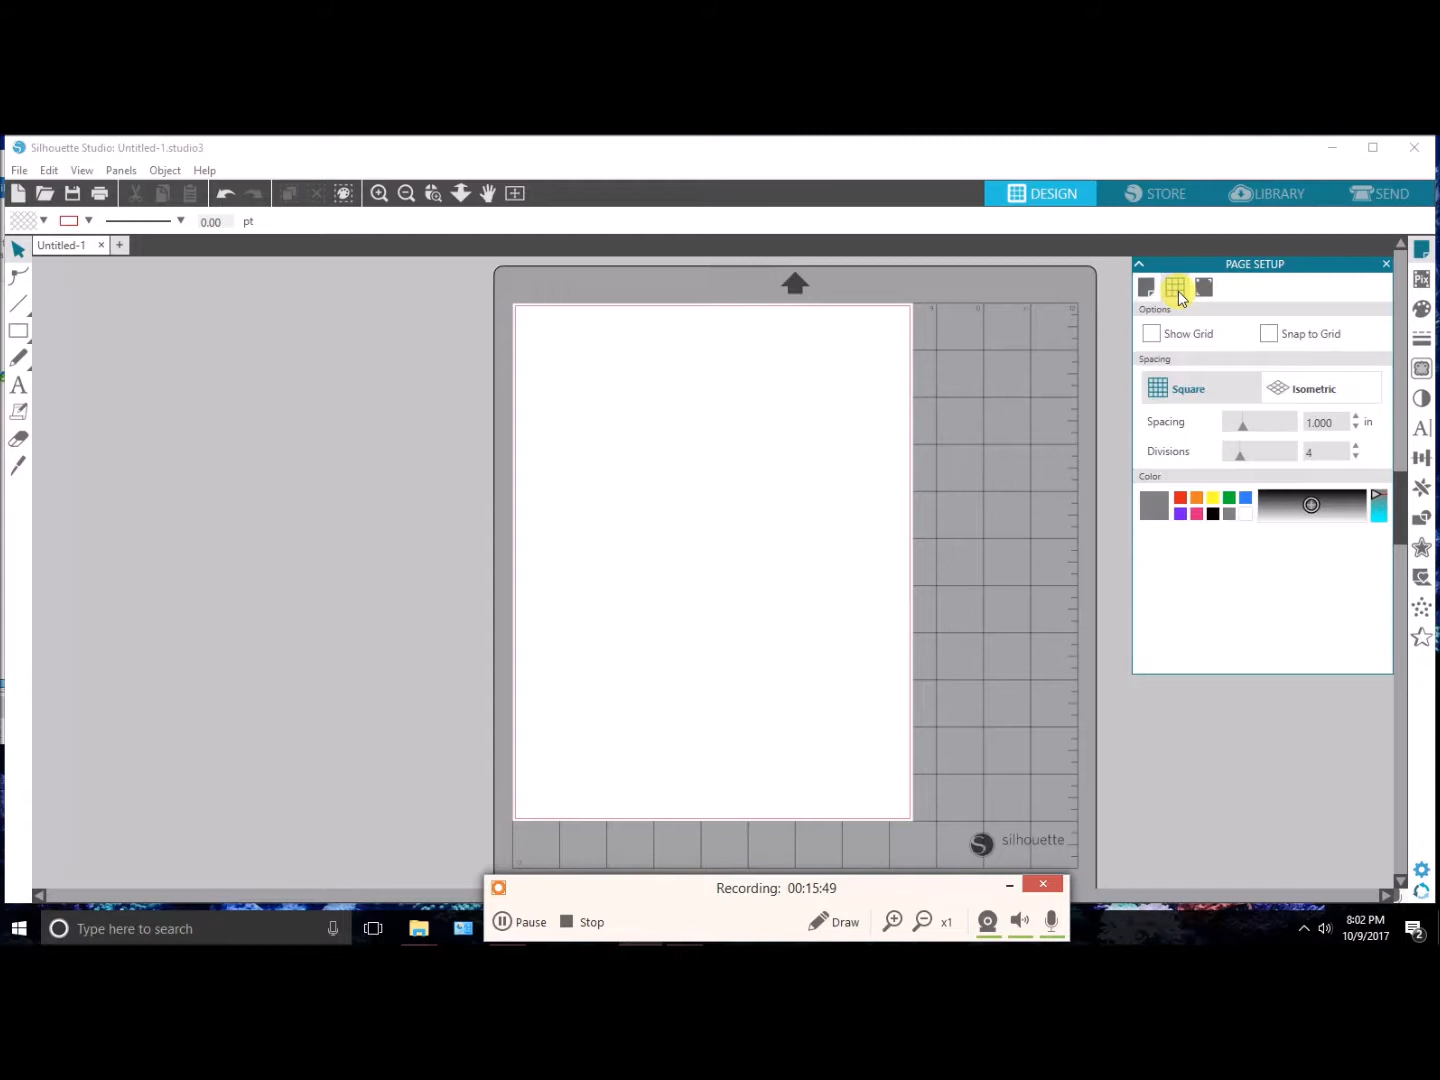 Silhouette Studio: Untitled-1.studio3
File Edit View Panels Object Help
DESIGN STORE LIBRARY SEND
0.00 pt
Untitled-1
PAGE SETUP
Options
Show Grid Snap to Grid
Spacing
Square Isometric
Spacing 1.000 in
Divisions 4
Color
Pix
A
A
silhouette
Recording: 00:15:49
Pause Stop Draw x1
Type here to search
8:02 PM
10/9/2017
2